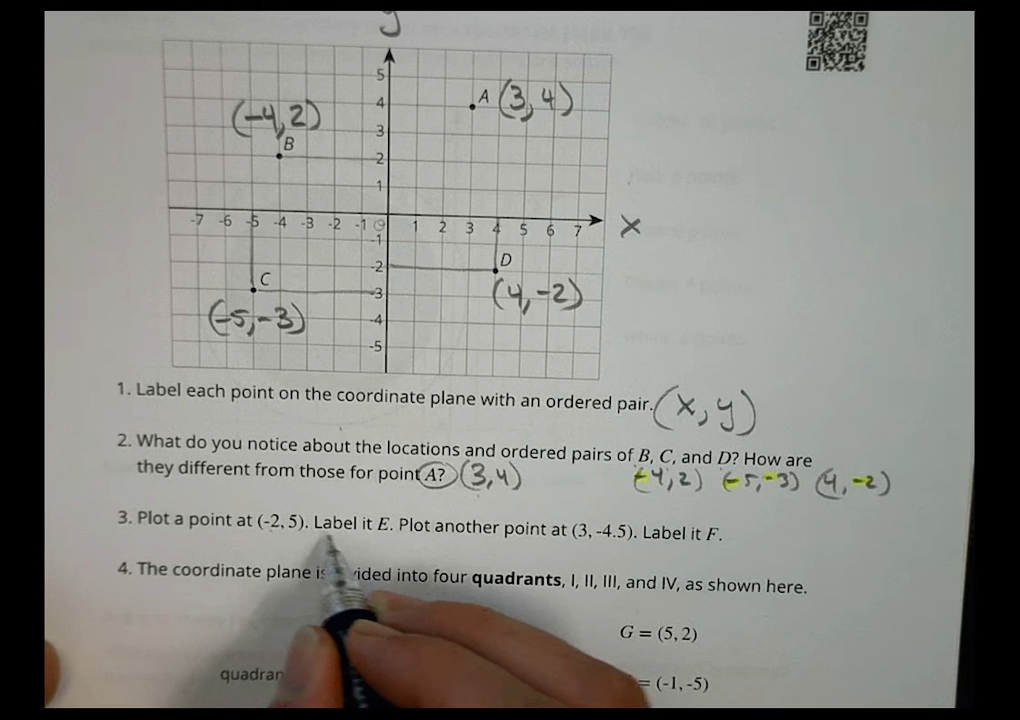 y
5
4
A (3, 4)
(-4, 2)
3
B
2
1
-7 -6 -5 -4 -3 -2 -1 0 1 2 3 4 5 6 7 x
-1
-2
D
C
-3
(4, -2)
(-5, -3)
-4
-5
1. Label each point on the coordinate plane with an ordered pair. (x, y)
2. What do you notice about the locations and ordered pairs of B, C, and D? How are
they different from those for point A? (3, 4) (-4, 2) (-5, -3) (4, -2)
3. Plot a point at (-2, 5). Label it E. Plot another point at (3, -4.5). Label it F.
4. The coordinate plane is divided into four quadrants, I, II, III, and IV, as shown here.
G = (5, 2)
= (-1, -5)